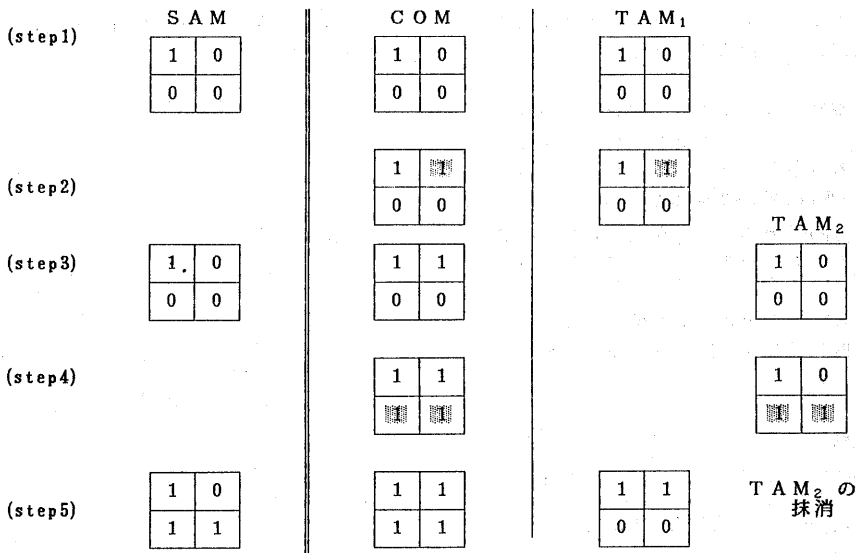 SAM COM TAM₁
(step1)
1 0 1 0 1 0
0 0 0 0 0 0
(step2)
1 1 1 1
0 0 0 0
TAM₂
(step3)
1 0 1 1 1 0
0 0 0 0 0 0
(step4)
1 1 1 0
1 1 1 1
(step5)
1 0 1 1 1 1 TAM₂ の
1 1 1 1 0 0 抹消